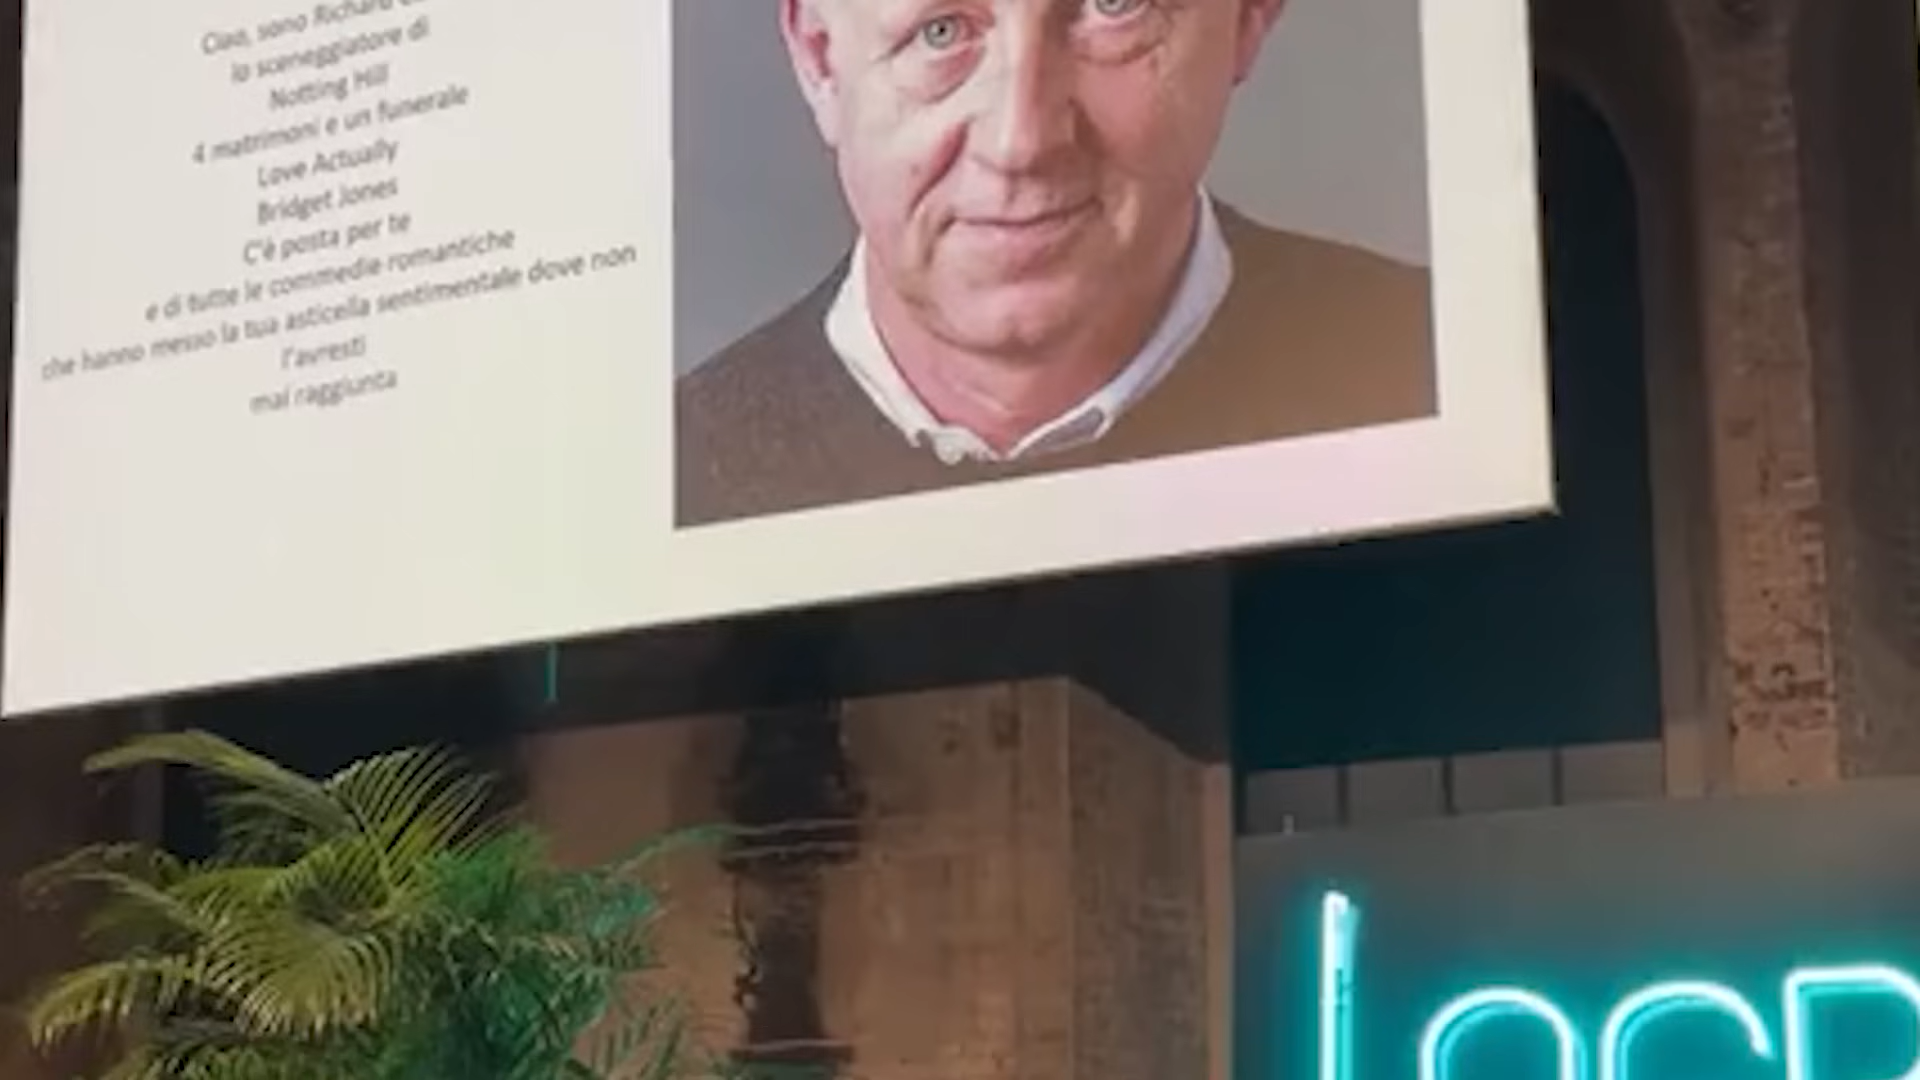 Ciao, sono Richard
lo sceneggiatore di
Notting Hill
4 matrimoni e un funerale
Love Actually
Bridget Jones
C'è posta per te
e di tutte le commedie romantiche
che hanno messo la tua asticella sentimentale dove non
l'avresti
mai raggiunta